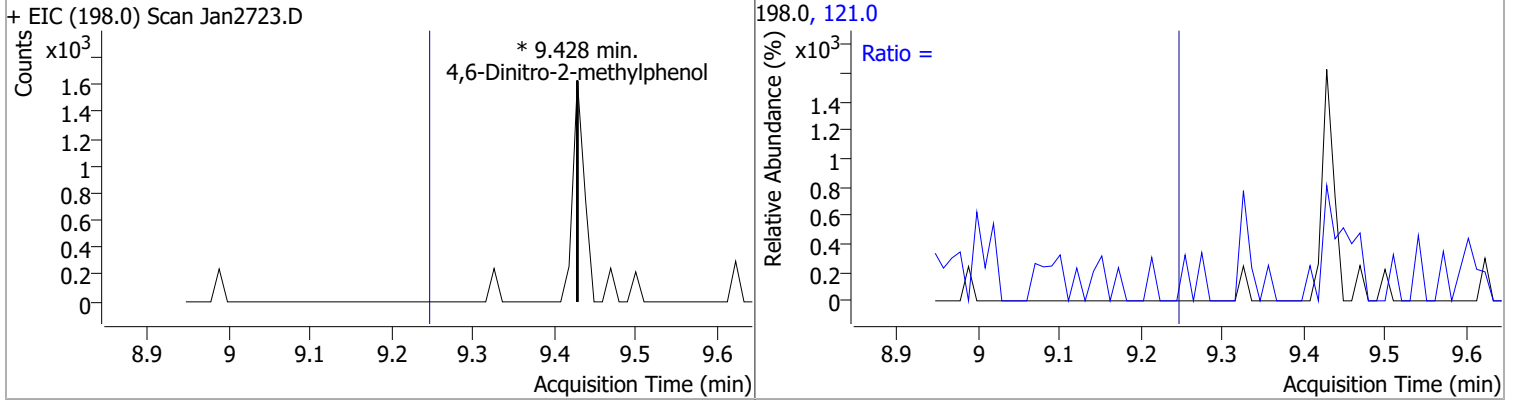 + EIC (198.0) Scan Jan2723.D
Counts
x10³
* 9.428 min.
4,6-Dinitro-2-methylphenol
1.6
1.4
1.2
1
0.8
0.6
0.4
0.2
0
8.9 9 9.1 9.2 9.3 9.4 9.5 9.6
Acquisition Time (min)
198.0, 121.0
Relative Abundance (%)
x10³
Ratio =
1.4
1.2
1
0.8
0.6
0.4
0.2
0
8.9 9 9.1 9.2 9.3 9.4 9.5 9.6
Acquisition Time (min)